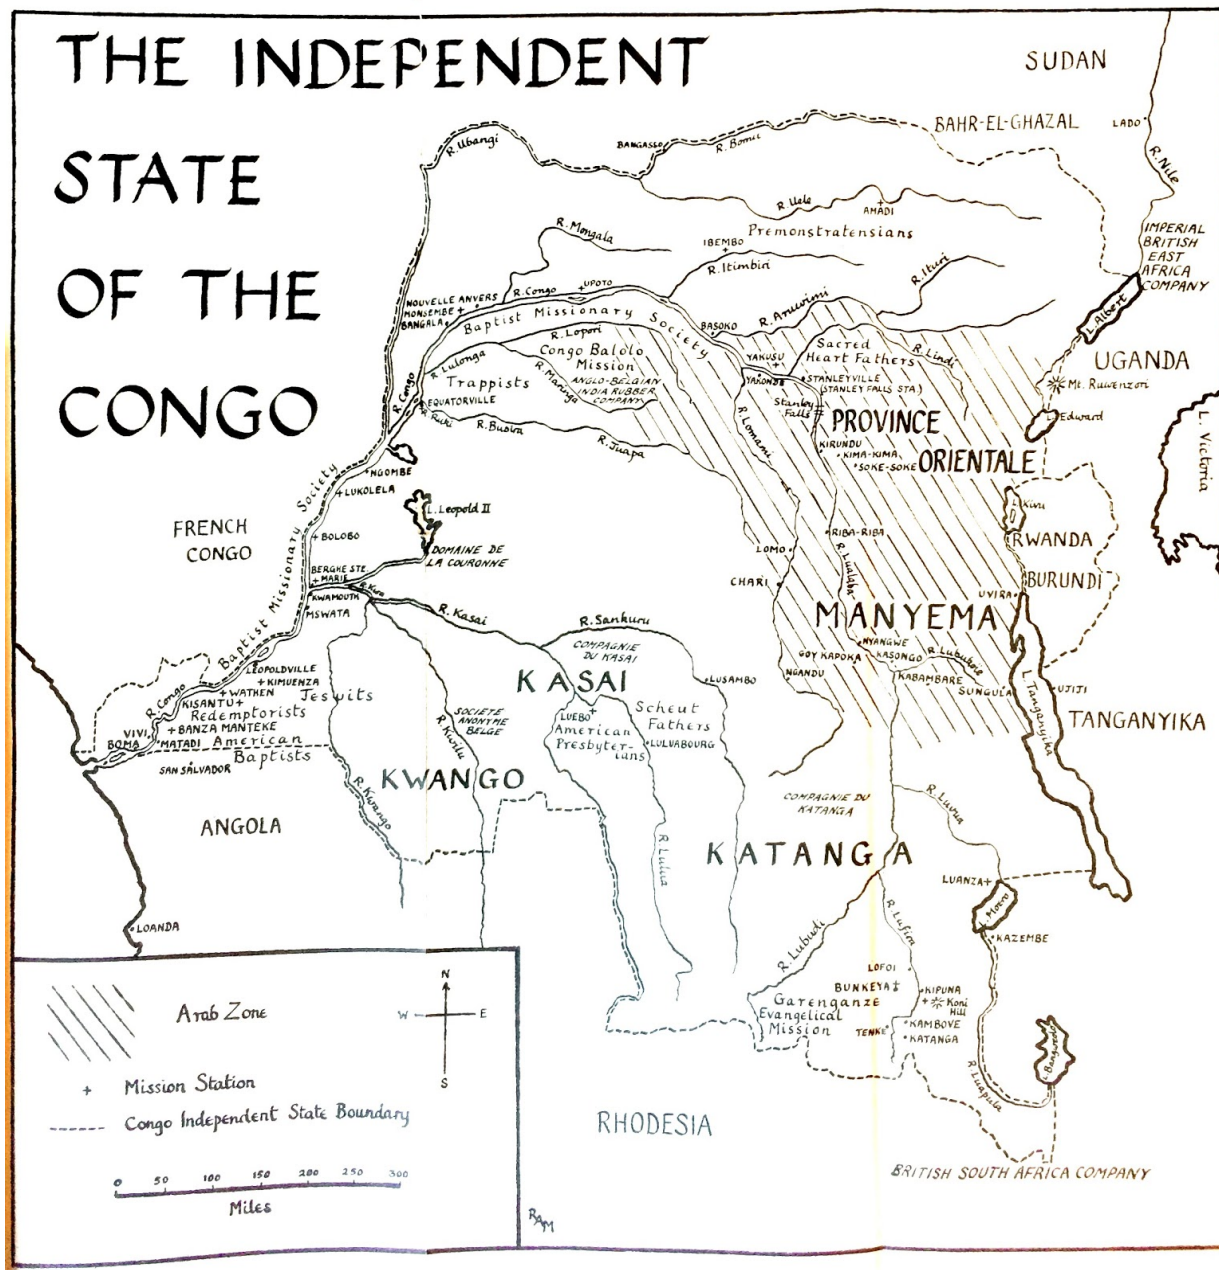 THE INDEPENDENT
STATE
OF THE
CONGO
SUDAN
BAHR-EL-GHAZAL
LADO
R. Nile
R. Ubangi
BANGASSO
R. Bomu
R. Uele
AMADI
Premonstratensians
IMPERIAL
BRITISH
EAST
AFRICA
COMPANY
R. Mongala
IBEMBO
R. Itimbiri
R. Ituri
NOUVELLE ANVERS
MONSEMBE
BANGALA
R. Congo
UPOTO
Baptist Missionary Society
BASOKO
R. Aruwimi
L. Albert
R. Lopori
R. Lulonga
Trappists
Congo Balolo
Mission
R. Maringa
ANGLO-BELGIAN
INDIA RUBBER
COMPANY
YAKUSU
YAKONDE
Sacred
Heart Fathers
R. Lindi
STANLEYVILLE
(STANLEY FALLS STA.)
Stanley
Falls
UGANDA
Mt. Ruwenzori
R. Congo
EQUATORVILLE
R. Ruki
R. Busira
R. Juapa
R. Lomami
PROVINCE
ORIENTALE
KIRUNDU
KIMA-KIMA
SOKE-SOKE
L. Edward
L. Victoria
NGOMBE
LUKOLELA
L. Leopold II
FRENCH
CONGO
Baptist Missionary Society
BOLOBO
DOMAINE DE
LA COURONNE
BERGHE STE.
MARIE
R. Kwa
KWAMOUTH
MSWATA
R. Kasai
R. Sankuru
RIBA-RIBA
R. Lualaba
LOMO
CHARI
L. Kivu
RWANDA
BURUNDI
UVIRA
MANYEMA
NYANGWE
GOY KAPOKA
KASONGO
R. Lubukoie
KABAMBARE
SUNGULA
NGANDU
L. Tanganyika
UJIJI
TANGANYIKA
COMPAGNIE
DU KASAI
KASAI
LUSAMBO
LUEBO
American
Presbyter-
ians
Scheut
Fathers
LULUABOURG
R. Congo
LEOPOLDVILLE
KIMUENZA
WATHEN
KISANTU
Jesuits
Redemptorists
BANZA MANTEKE
VIVI
BOMA
MATADI
American
Baptists
SAN SALVADOR
SOCIETE
ANONYME
BELGE
R. Kwilu
KWANGO
R. Kwango
ANGOLA
LOANDA
R. Lulua
COMPAGNIE DU
KATANGA
KATANGA
R. Luvua
LUANZA
L. Moero
KAZEMBE
R. Lubudi
R. Lufira
LOFOI
BUNKEYA
KIPUNA
Koni
Hill
Garenganze
Evangelical
Mission
TENKE
KAMBOVE
KATANGA
R. Luapula
L. Bangweolo
RHODESIA
BRITISH SOUTH AFRICA COMPANY
Arab Zone
N
W
E
S
Mission Station
Congo Independent State Boundary
0 50 100 150 200 250 300
Miles
RAM